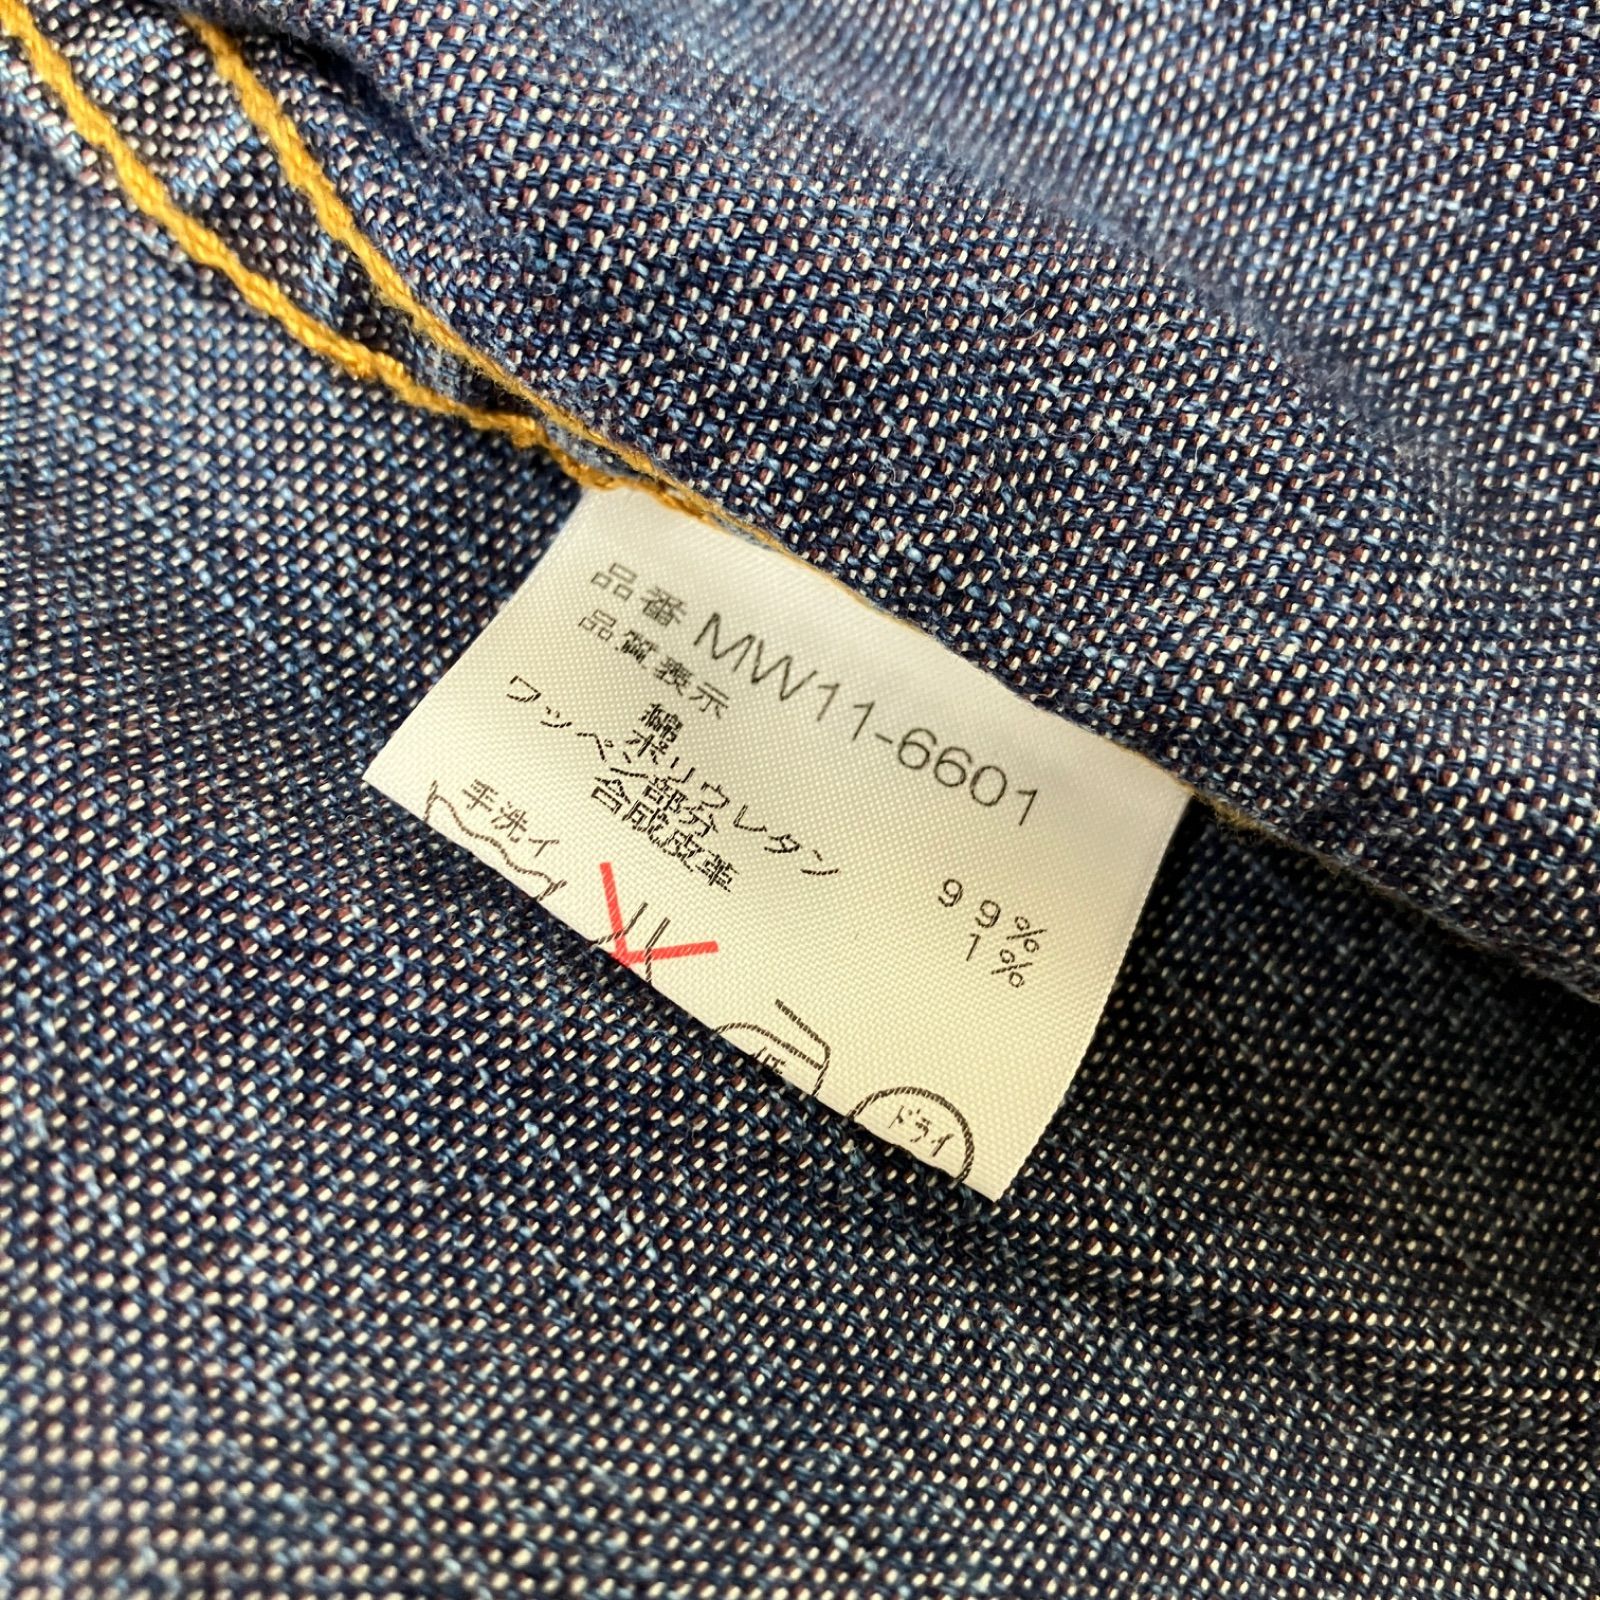 品番 MW11-6601
品質表示
綿 99%
ポリウレタン 1%
ワッペン部分
合成皮革
手洗イ
低
ドライ